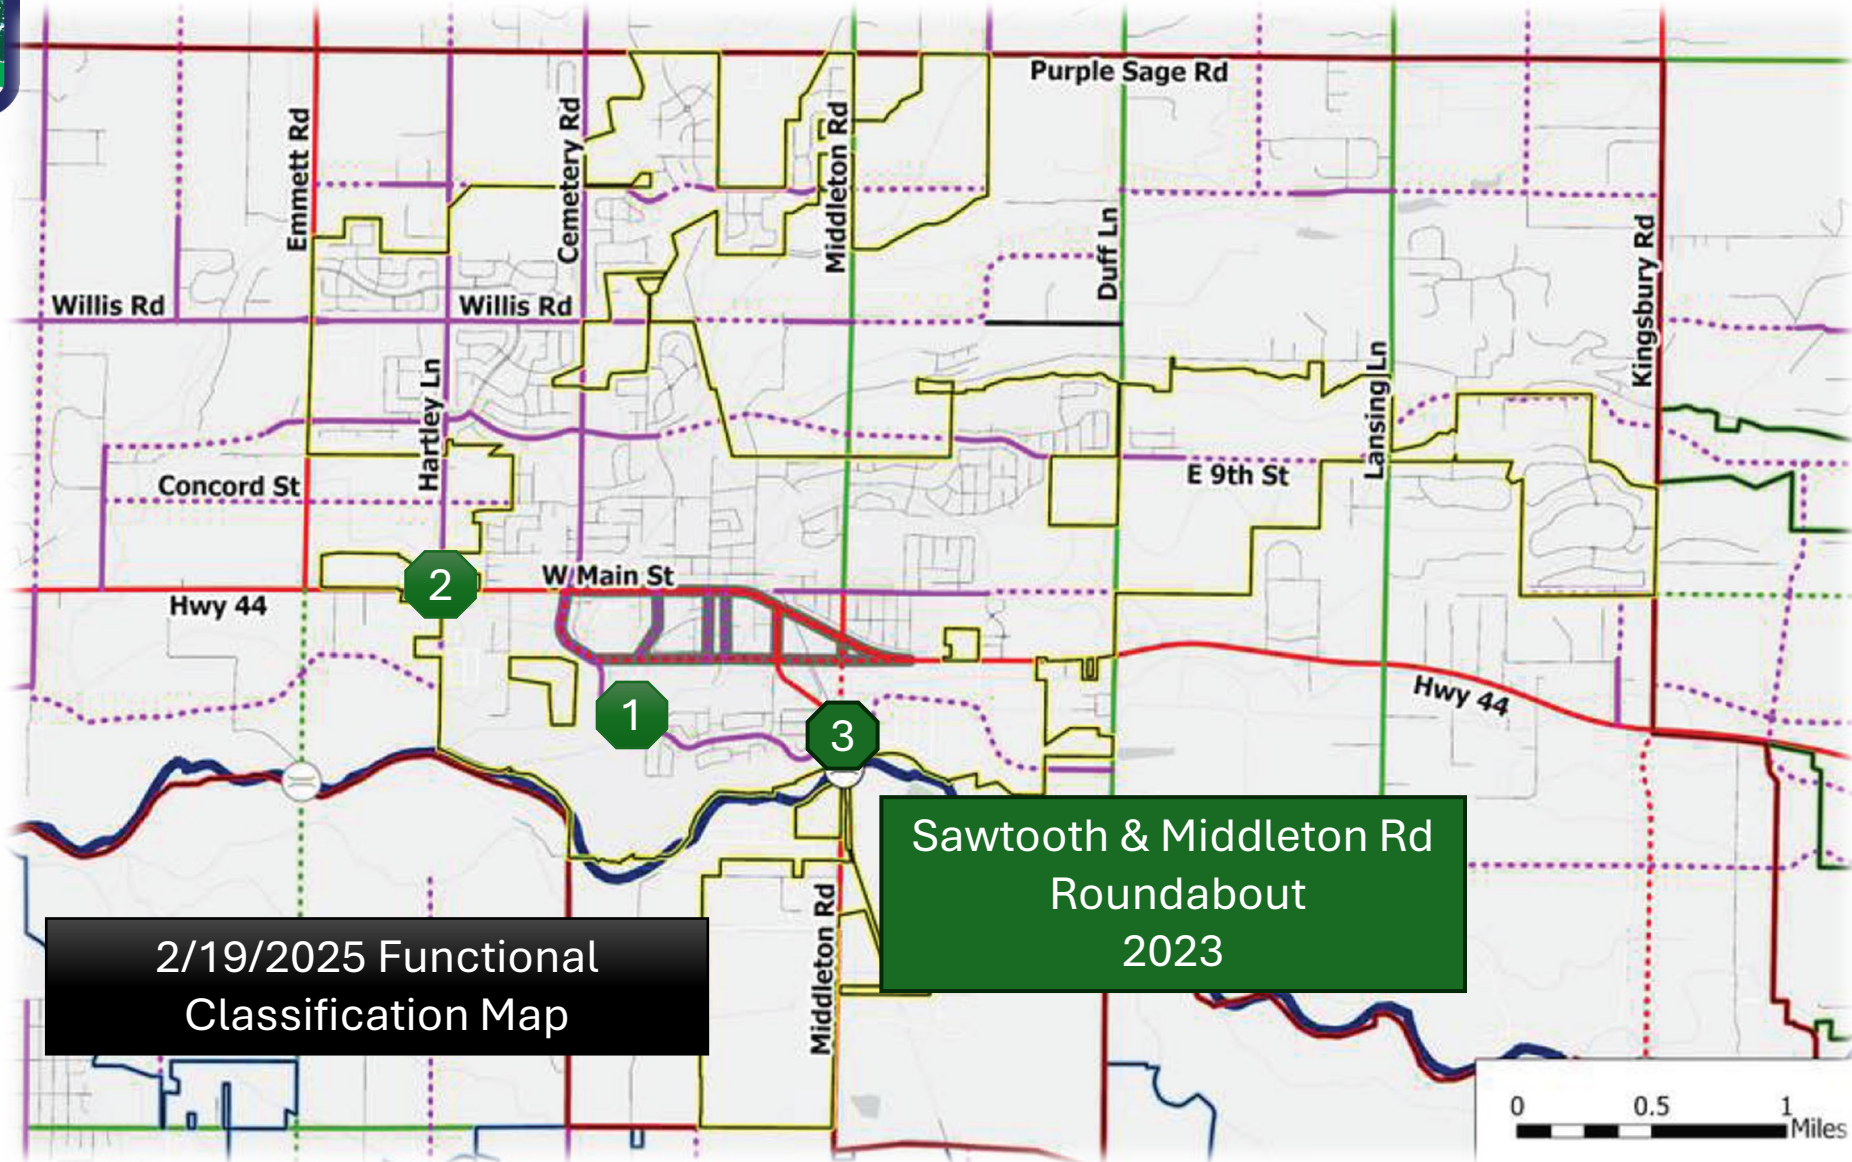 Purple Sage Rd
Emmett Rd
Cemetery Rd
Middleton Rd
Duff Ln
Kingsbury Rd
Willis Rd
Willis Rd
Hartley Ln
Lansing Ln
Concord St
E 9th St
W Main St
Hwy 44
2
1
3
Hwy 44
Sawtooth & Middleton Rd
Roundabout
2023
Middleton Rd
2/19/2025 Functional
Classification Map
0 0.5 1
Miles